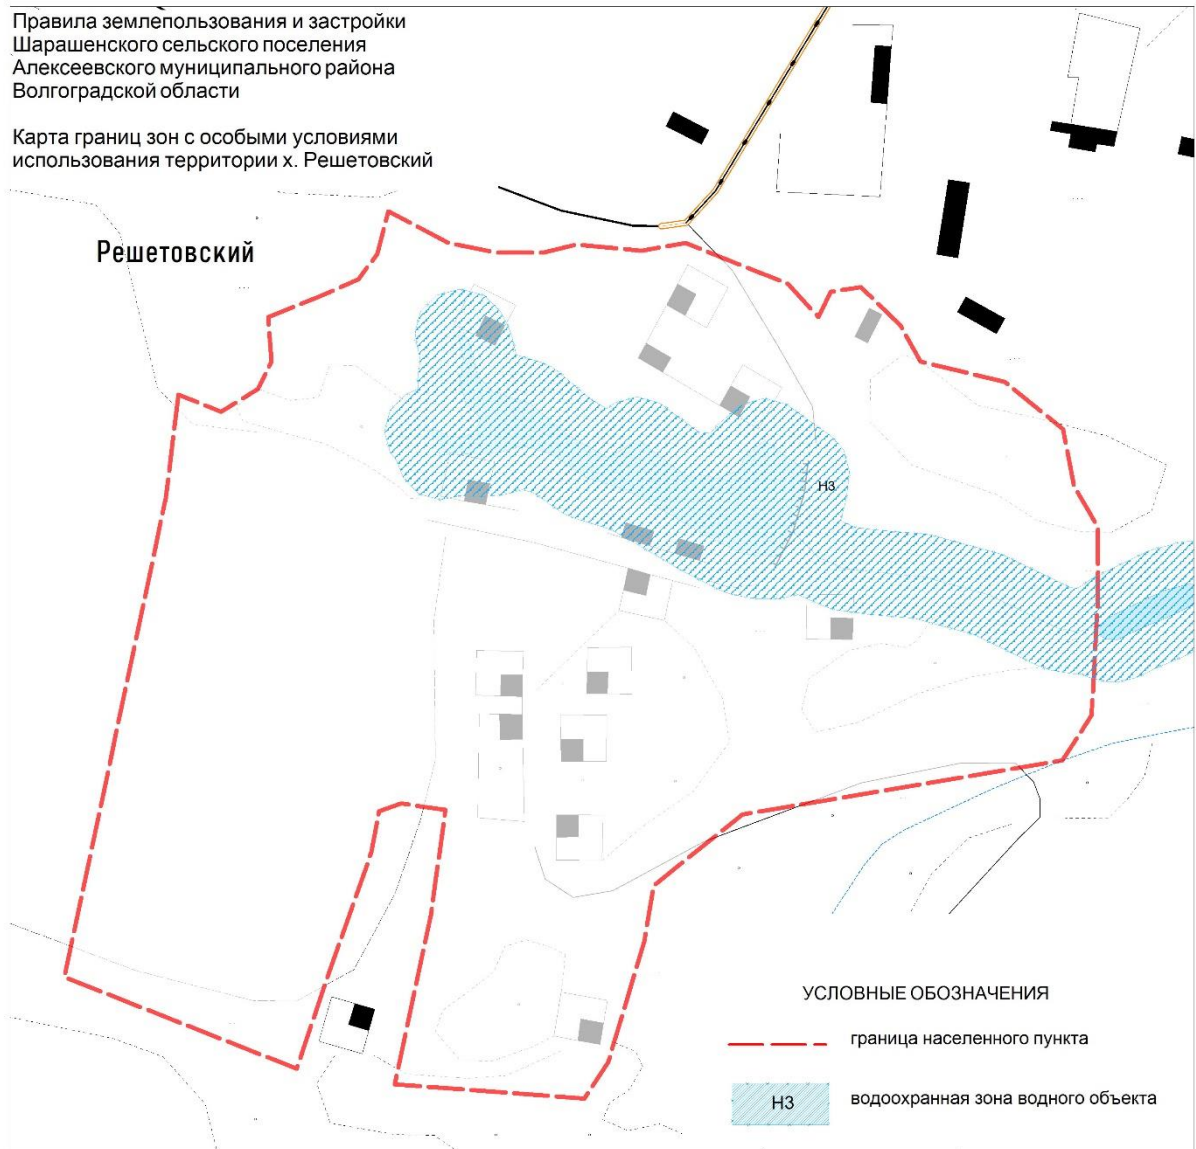 Правила землепользования и застройки
Шарашенского сельского поселения
Алексеевского муниципального района
Волгоградской области
Карта границ зон с особыми условиями
использования территории х. Решетовский
Решетовский
Н3
УСЛОВНЫЕ ОБОЗНАЧЕНИЯ
граница населенного пункта
Н3
водоохранная зона водного объекта